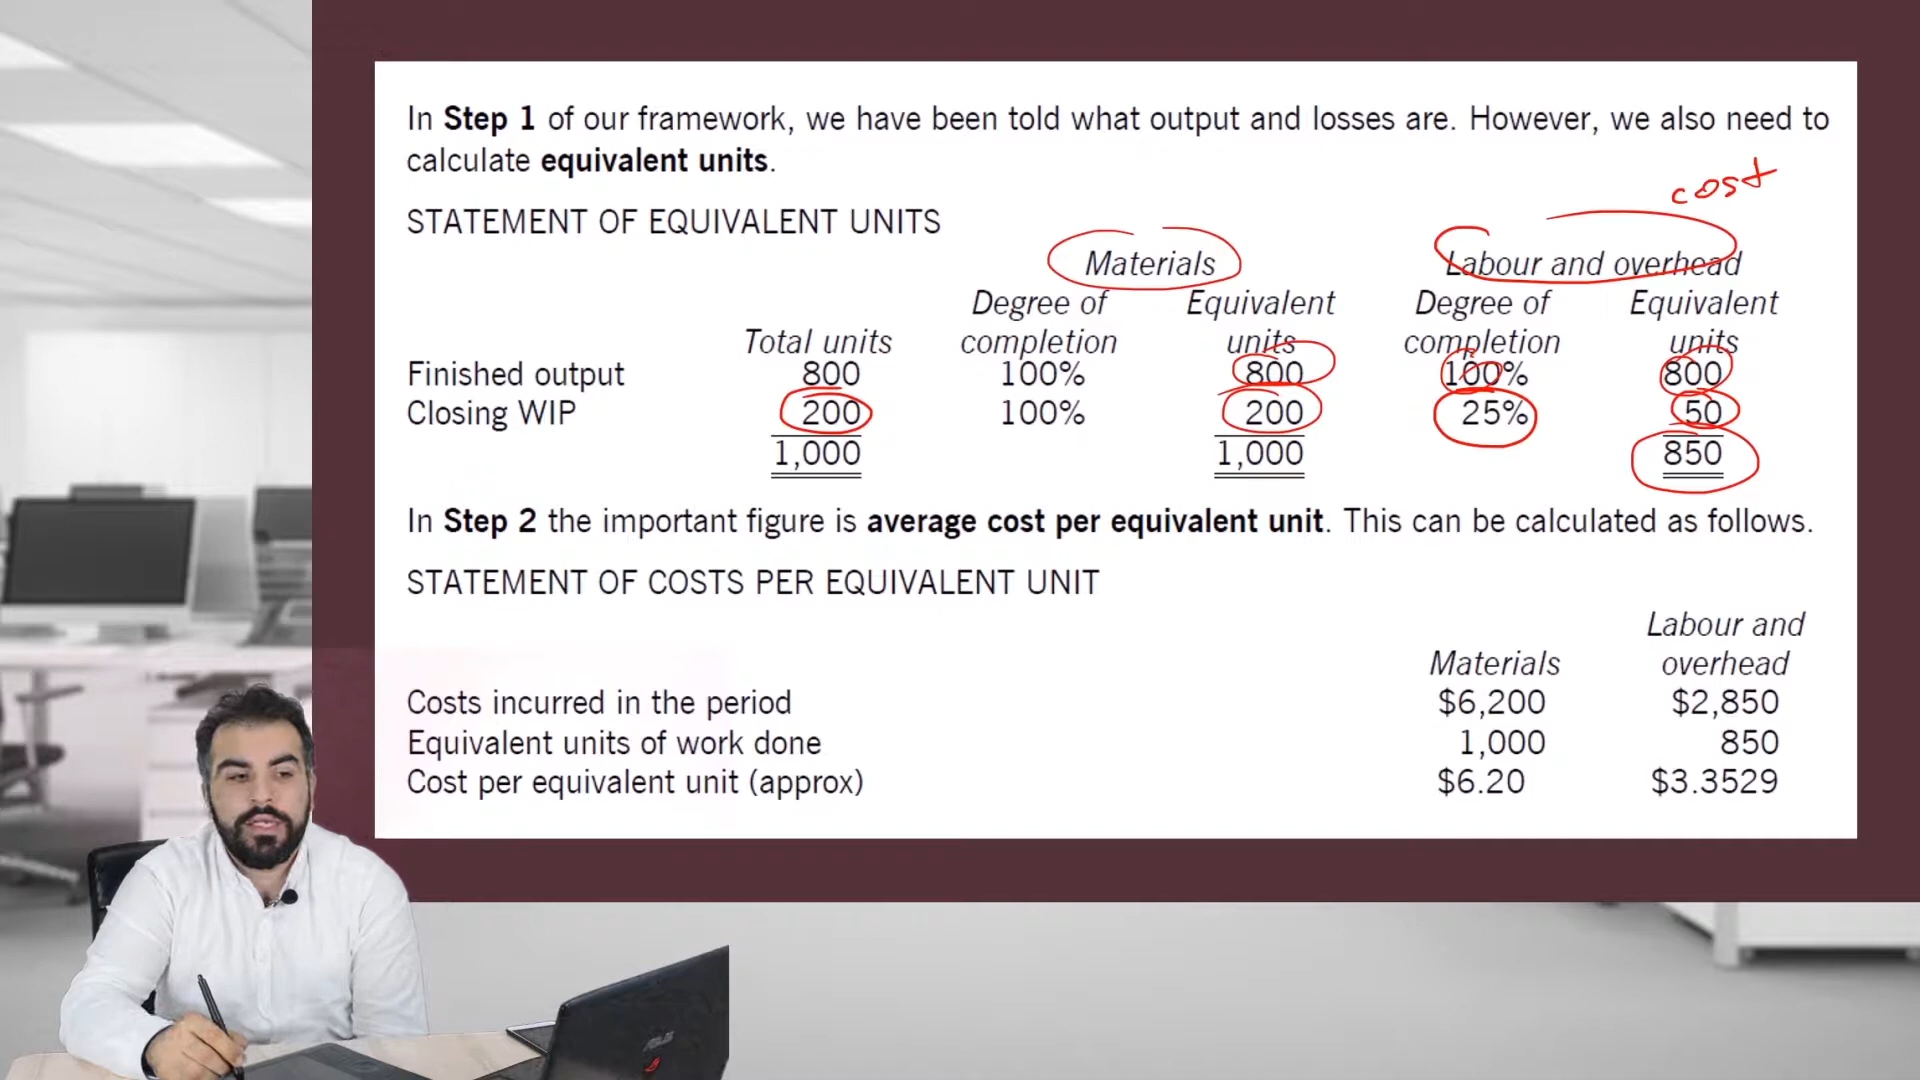 In Step 1 of our framework, we have been told what output and losses are. However, we also need to
calculate equivalent units.
cost
STATEMENT OF EQUIVALENT UNITS
Materials Labour and overhead
Degree of Equivalent Degree of Equivalent
Total units completion units completion units
Finished output 800 100% 800 100% 800
Closing WIP 200 100% 200 25% 50
1,000 1,000 850
In Step 2 the important figure is average cost per equivalent unit. This can be calculated as follows.
STATEMENT OF COSTS PER EQUIVALENT UNIT
Labour and
Materials overhead
Costs incurred in the period $6,200 $2,850
Equivalent units of work done 1,000 850
Cost per equivalent unit (approx) $6.20 $3.3529
ASUS